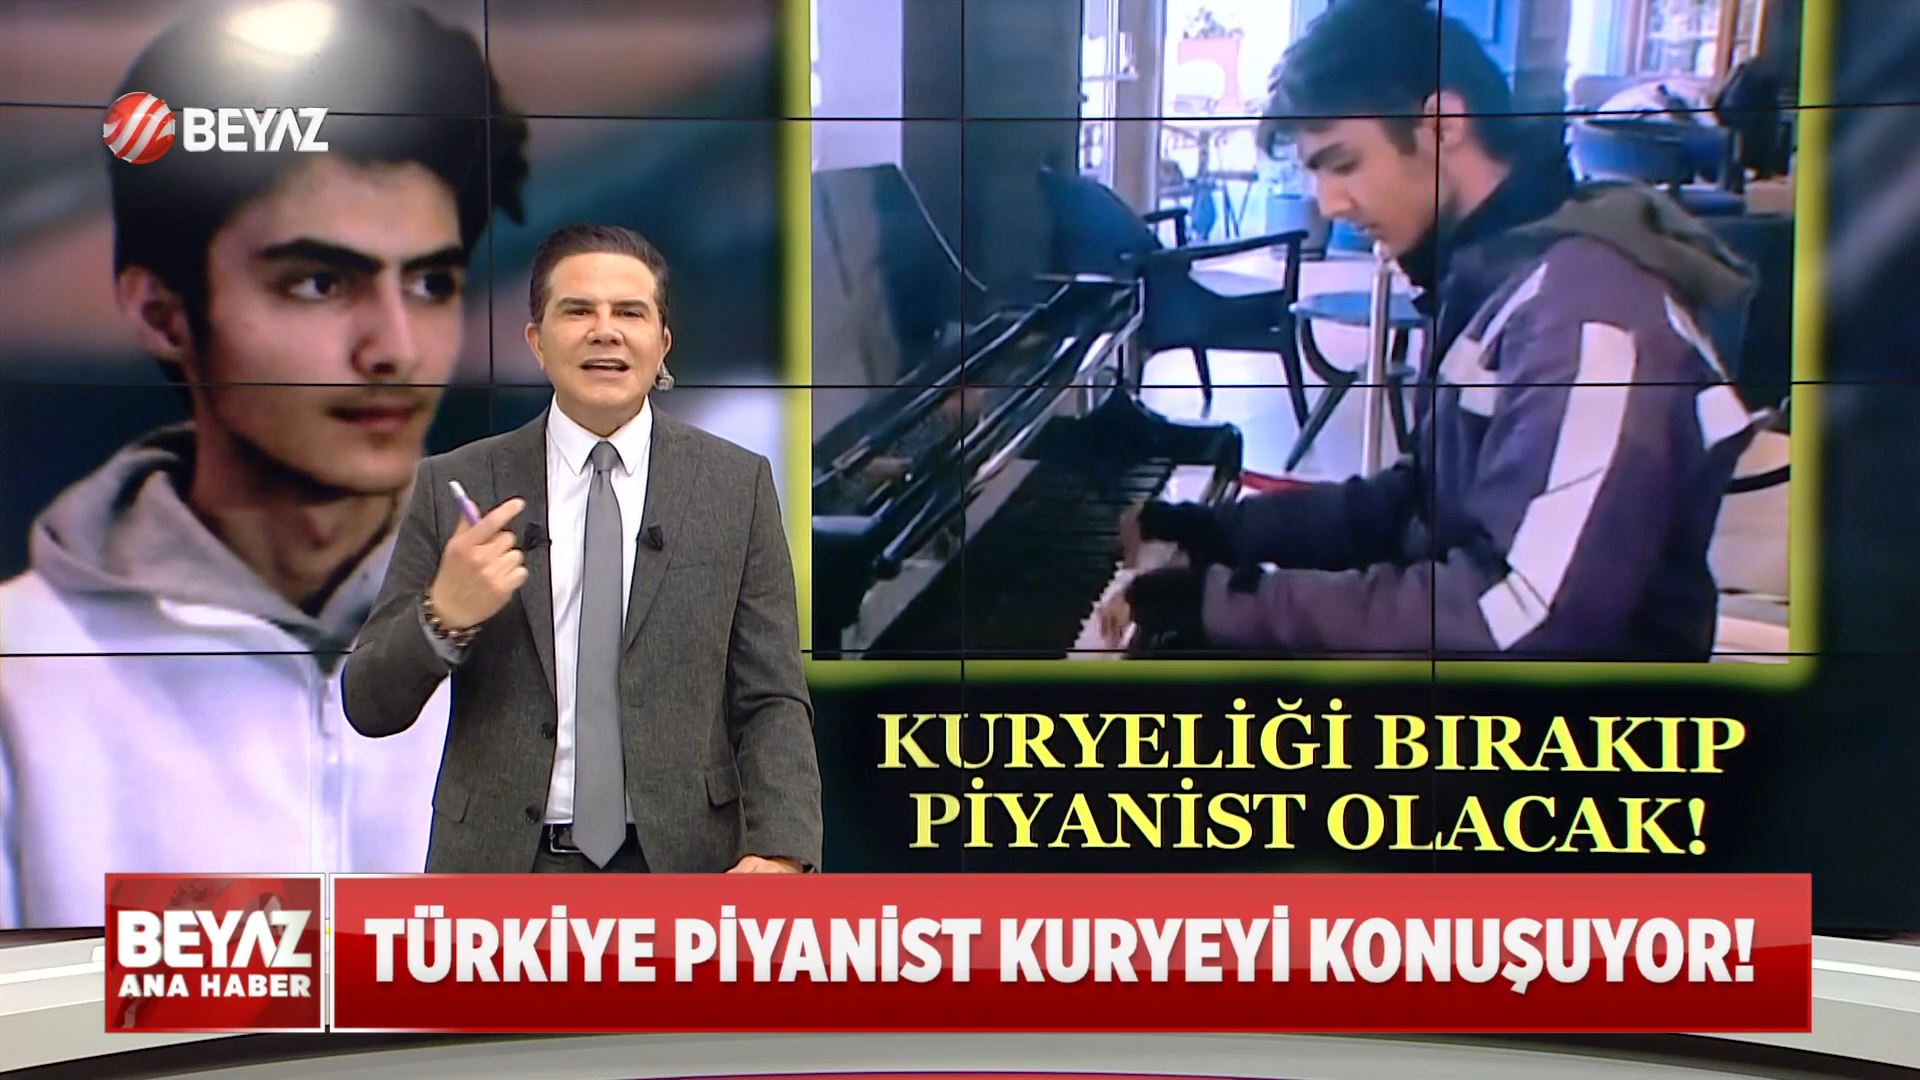 BEYAZ
KURYELİĞİ BIRAKIP
PİYANİST OLACAK!
BEYAZ
ANA HABER
TÜRKİYE PİYANİST KURYEYİ KONUŞUYOR!